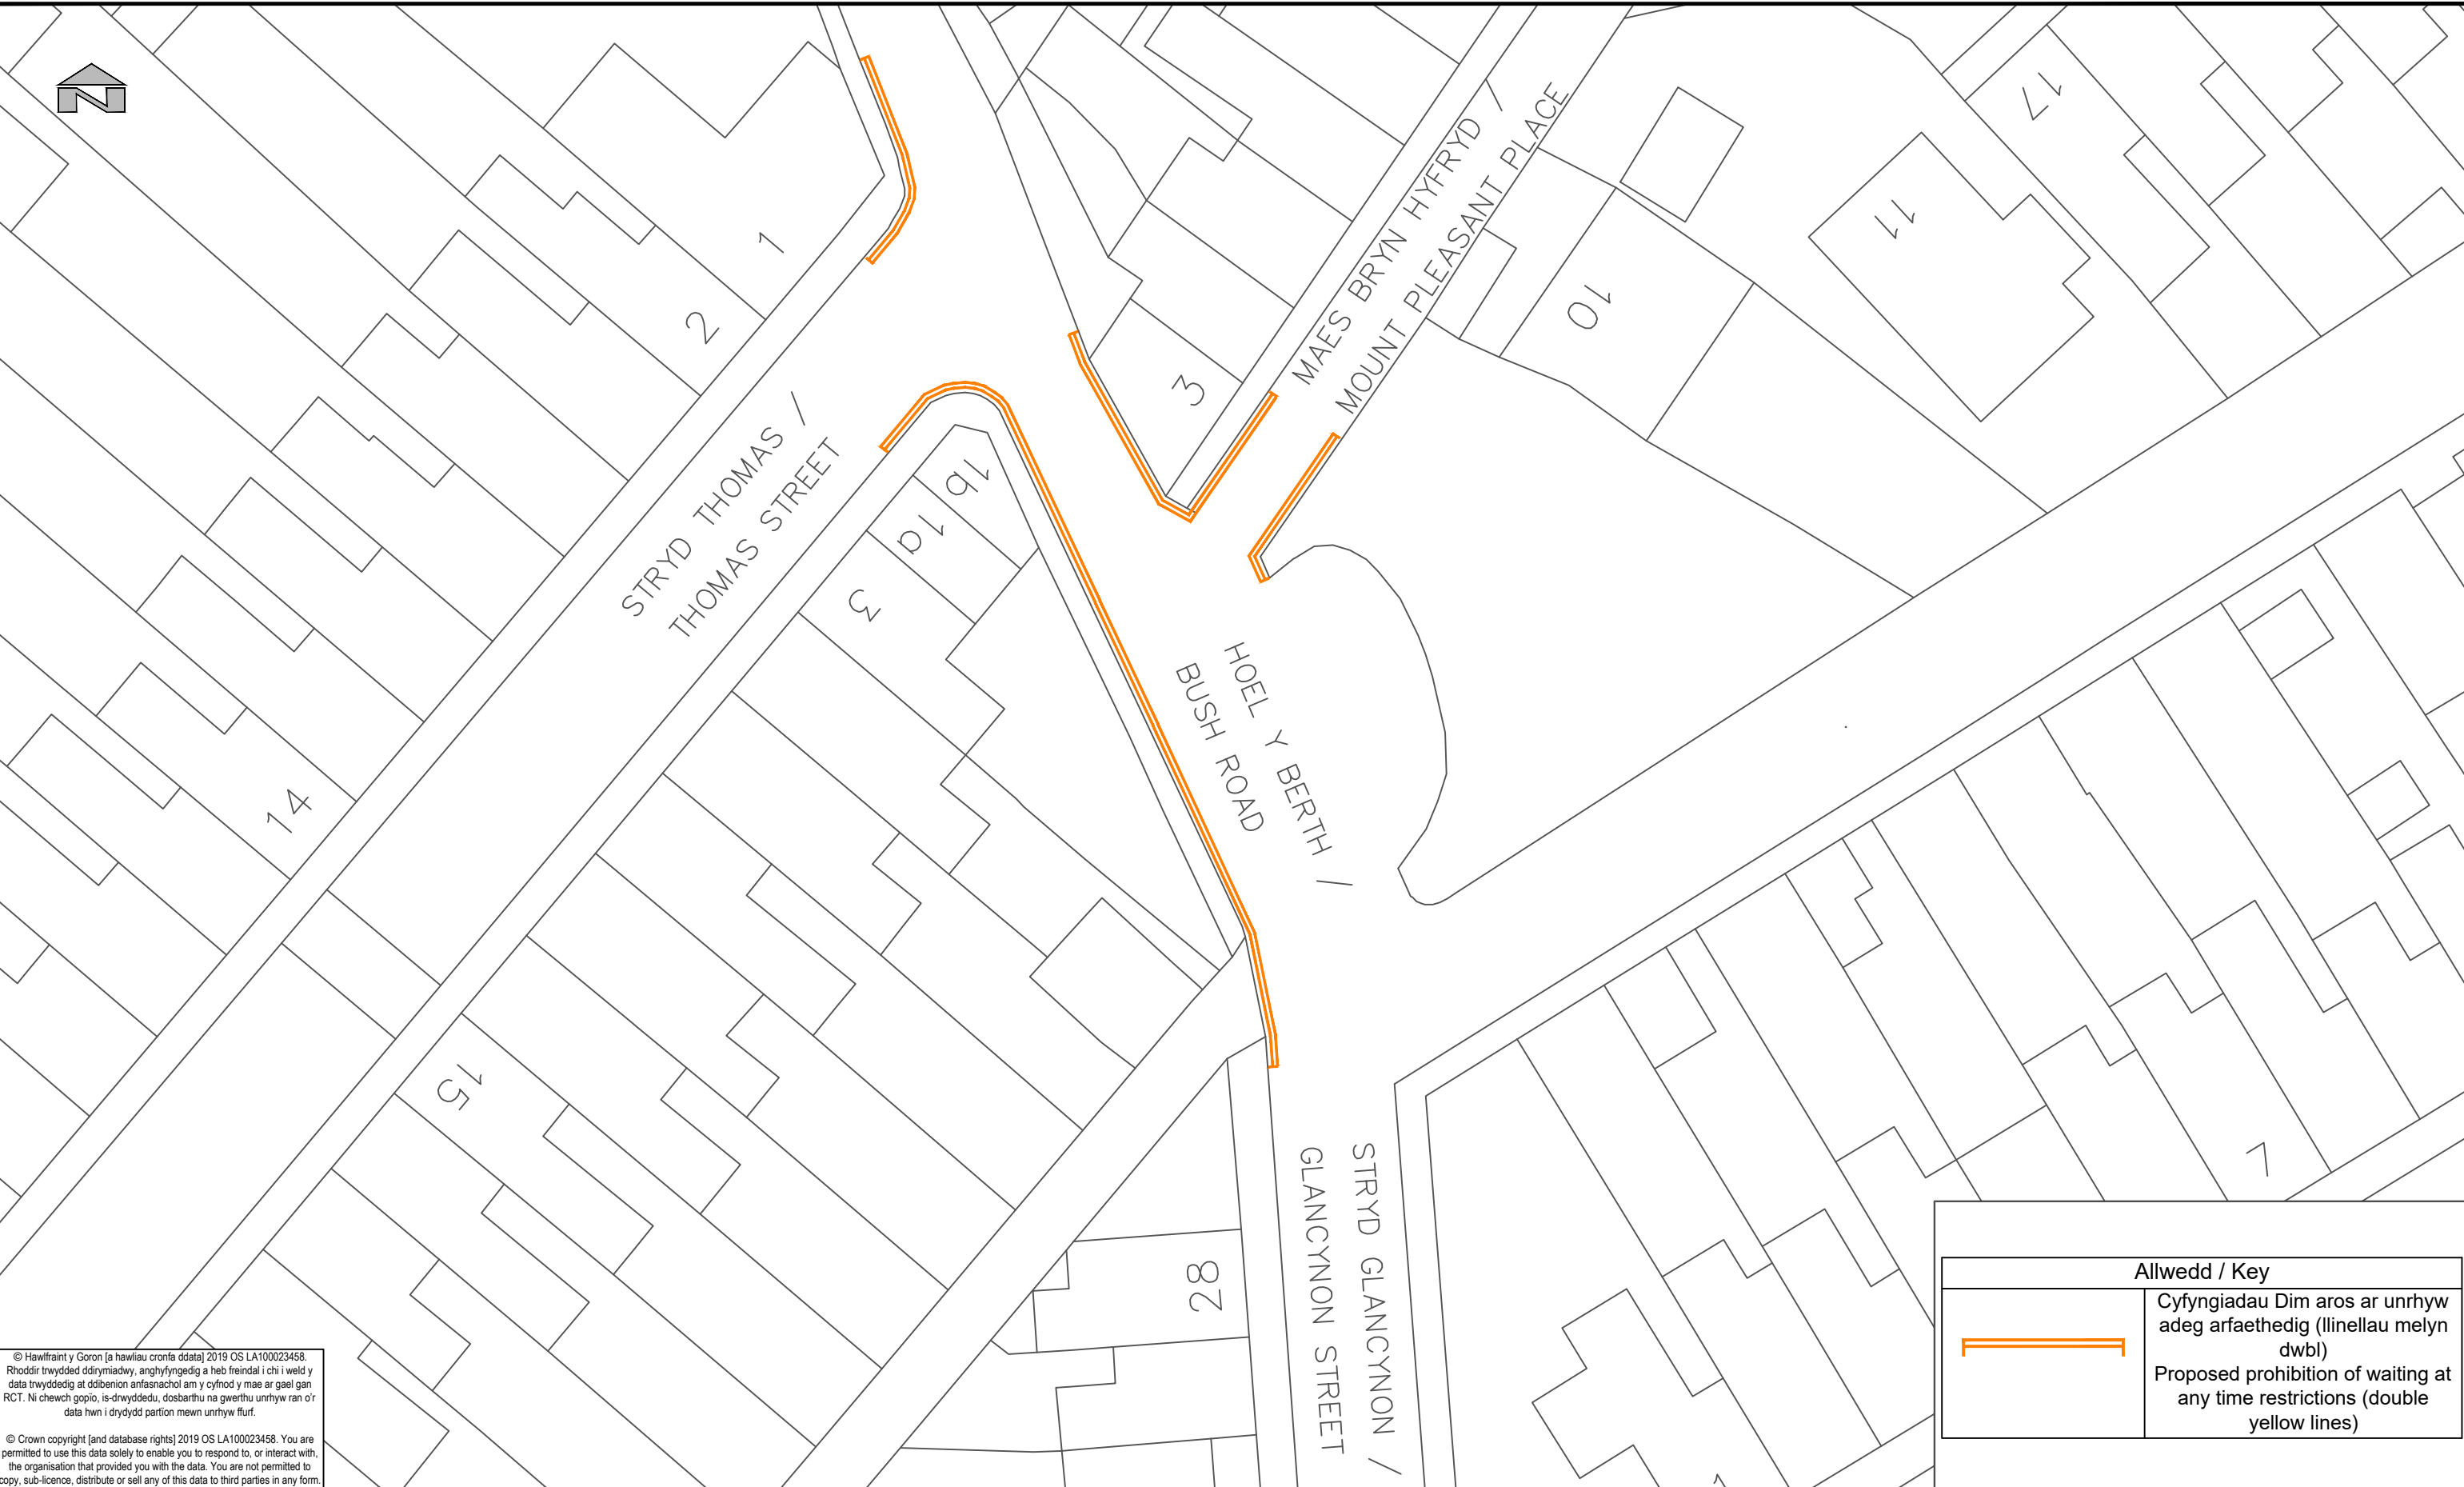 N
17
11
10
1
2
3
MAES BRYN HYFRYD /
MOUNT PLEASANT PLACE
STRYD THOMAS /
THOMAS STREET
1b
1a
3
HOEL Y BERTH /
BUSH ROAD
14
15
28
STRYD GLANCYNON /
GLANCYNON STREET
7
Allwedd / Key
Cyfyngiadau Dim aros ar unrhyw
adeg arfaethedig (llinellau melyn
dwbl)
Proposed prohibition of waiting at
any time restrictions (double
yellow lines)
© Hawlfraint y Goron [a hawliau cronfa ddata] 2019 OS LA100023458.
Rhoddir trwydded ddirymiadwy, anghyfyngedig a heb freindal i chi i weld y
data trwyddedig at ddibenion anfasnachol am y cyfnod y mae ar gael gan
RCT. Ni chewch gopïo, is-drwyddedu, dosbarthu na gwerthu unrhyw ran o'r
data hwn i drydydd partïon mewn unrhyw ffurf.
© Crown copyright [and database rights] 2019 OS LA100023458. You are
permitted to use this data solely to enable you to respond to, or interact with,
the organisation that provided you with the data. You are not permitted to
copy, sub-licence, distribute or sell any of this data to third parties in any form.